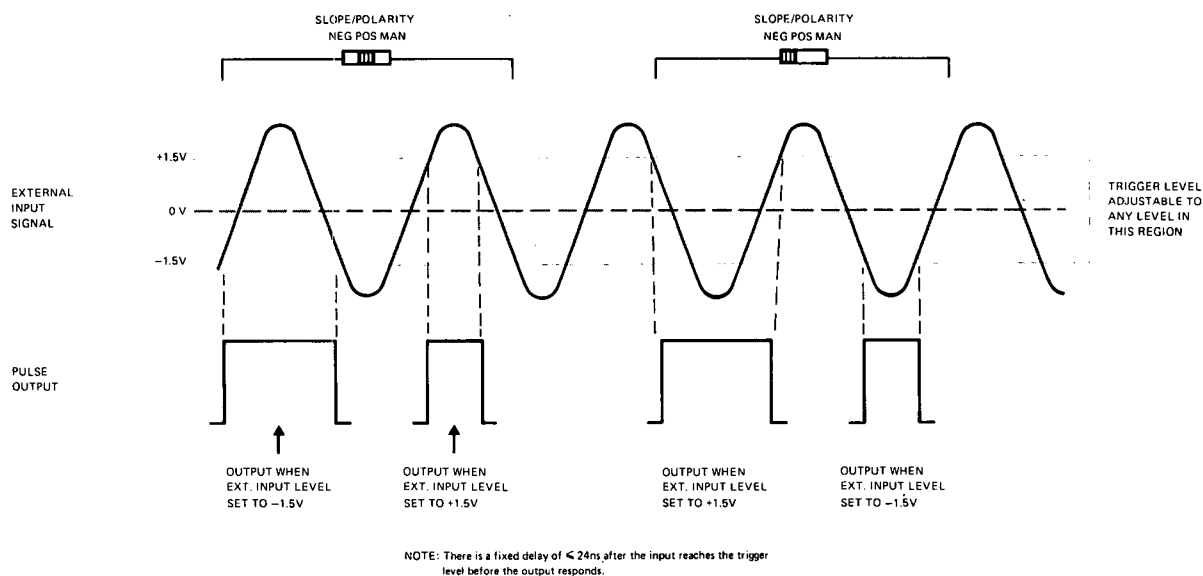 SLOPE/POLARITY
NEG POS MAN
SLOPE/POLARITY
NEG POS MAN
+1.5V
EXTERNAL
INPUT
SIGNAL
0 V
−1.5V
TRIGGER LEVEL
ADJUSTABLE TO
ANY LEVEL IN
THIS REGION
PULSE
OUTPUT
OUTPUT WHEN
EXT. INPUT LEVEL
SET TO −1.5V
OUTPUT WHEN
EXT. INPUT LEVEL
SET TO +1.5V
OUTPUT WHEN
EXT. INPUT LEVEL
SET TO +1.5V
OUTPUT WHEN
EXT. INPUT LEVEL
SET TO −1.5V
NOTE: There is a fixed delay of ⩽ 24ns after the input reaches the trigger
level before the output responds.